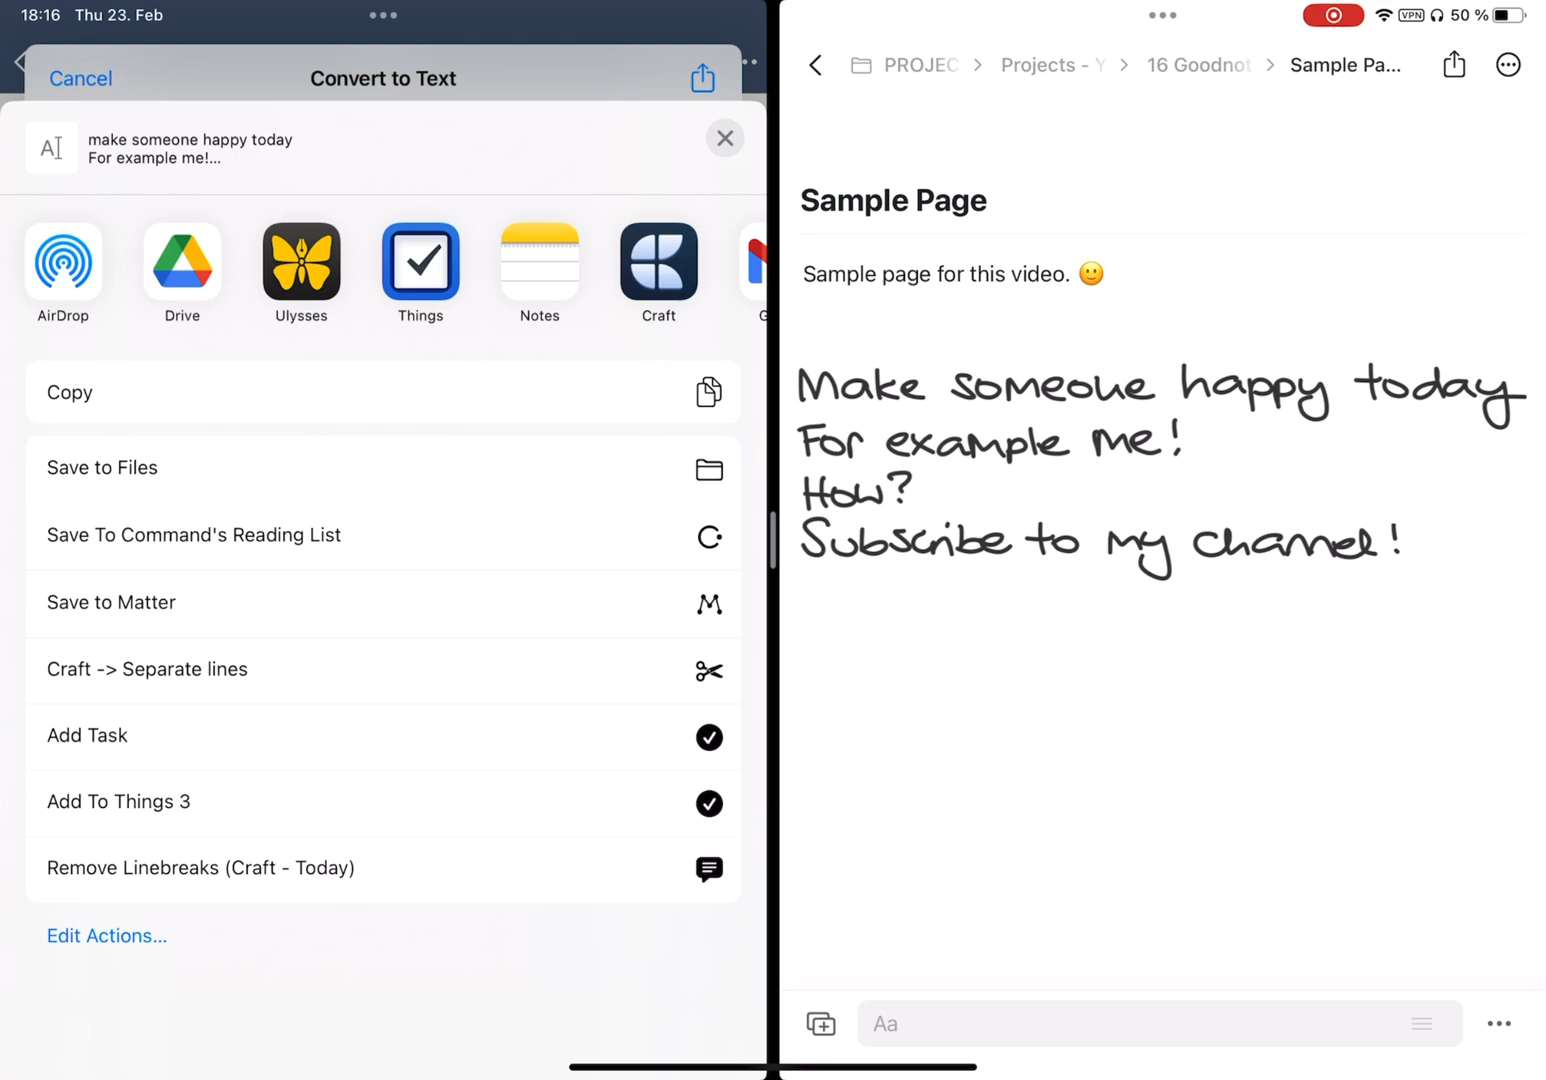 18:16 Thu 23. Feb
Cancel
Convert to Text
AI
make someone happy today
For example me!...
AirDrop
Drive
Ulysses
Things
Notes
Craft
G
Copy
Save to Files
Save To Command's Reading List
Save to Matter
Craft -> Separate lines
Add Task
Add To Things 3
Remove Linebreaks (Craft - Today)
Edit Actions...
VPN 50 %
PROJEC > Projects - Y > 16 Goodnot > Sample Pa...
Sample Page
Sample page for this video. 🙂
Make someone happy today
For example me!
How?
Subscribe to my channel!
Aa